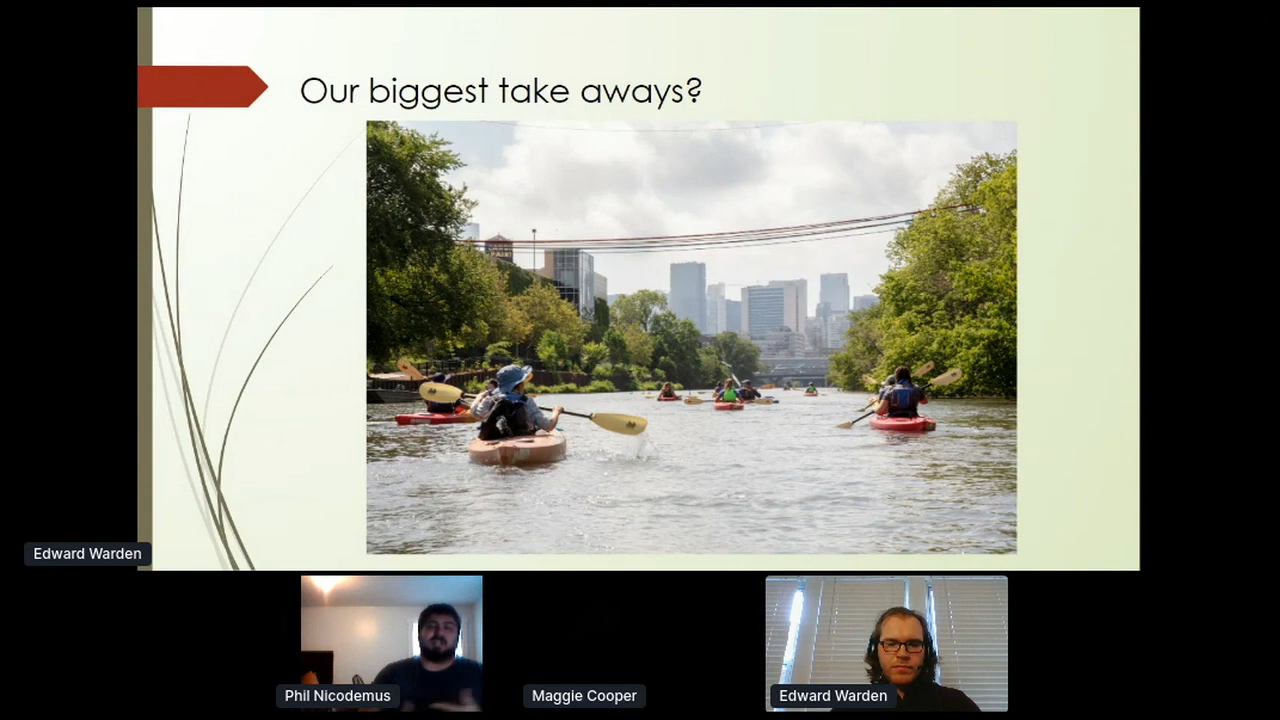 Our biggest take aways?
Edward Warden
Phil Nicodemus
Maggie Cooper
Edward Warden